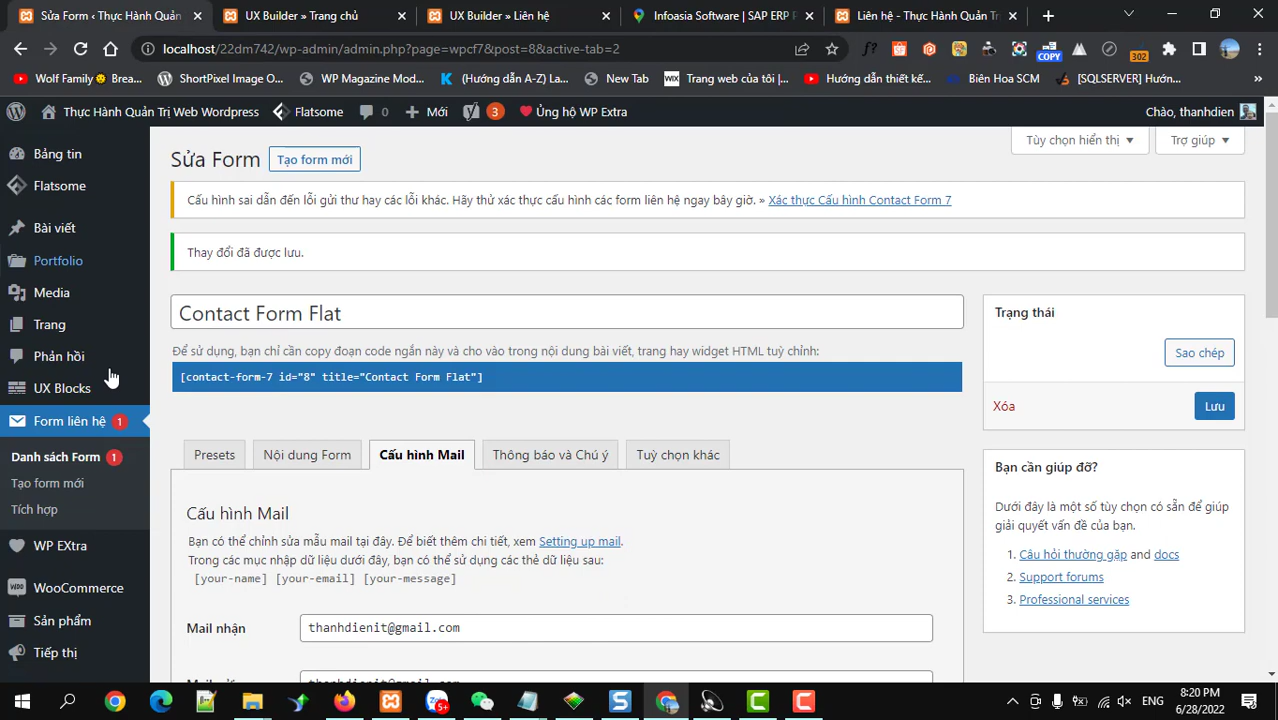 Sửa Form ‹ Thực Hành Quản
UX Builder » Trang chủ
UX Builder » Liên hệ
Infoasia Software | SAP ERP P
Liên hệ - Thực Hành Quản Tr
localhost/22dm742/wp-admin/admin.php?page=wpcf7&post=8&active-tab=2
COPY
302
Wolf Family Brea...
ShortPixel Image O...
WP Magazine Mod...
(Hướng dẫn A-Z) La...
New Tab
WIX
Trang web của tôi |...
Hướng dẫn thiết kế...
Biên Hoa SCM
[SQLSERVER] Hướn...
»
Thực Hành Quản Trị Web Wordpress
Flatsome
0
Mới
3
Ủng hộ WP Extra
Chào, thanhdien
Bảng tin
Flatsome
Bài viết
Portfolio
Media
Trang
Phản hồi
UX Blocks
Form liên hệ 1
Danh sách Form 1
Tạo form mới
Tích hợp
WP EXtra
WooCommerce
Sản phẩm
Tiếp thị
Tùy chọn hiển thị
Trợ giúp
Sửa Form
Tạo form mới
Cấu hình sai dẫn đến lỗi gửi thư hay các lỗi khác. Hãy thử xác thực cấu hình các form liên hệ ngay bây giờ. » Xác thực Cấu hình Contact Form 7
Thay đổi đã được lưu.
Contact Form Flat
Để sử dụng, bạn chỉ cần copy đoạn code ngắn này và cho vào trong nội dung bài viết, trang hay widget HTML tuỳ chỉnh:
[contact-form-7 id="8" title="Contact Form Flat"]
Presets
Nội dung Form
Cấu hình Mail
Thông báo và Chú ý
Tuỳ chọn khác
Cấu hình Mail
Bạn có thể chỉnh sửa mẫu mail tại đây. Để biết thêm chi tiết, xem Setting up mail.
Trong các mục nhập dữ liệu dưới đây, bạn có thể sử dụng các thẻ dữ liệu sau:
[your-name] [your-email] [your-message]
Mail nhận
thanhdienit@gmail.com
Trạng thái
Sao chép
Xóa
Lưu
Bạn cần giúp đỡ?
Dưới đây là một số tùy chọn có sẵn để giúp
giải quyết vấn đề của bạn.
1. Câu hỏi thường gặp and docs
2. Support forums
3. Professional services
ENG
8:20 PM
6/28/2022